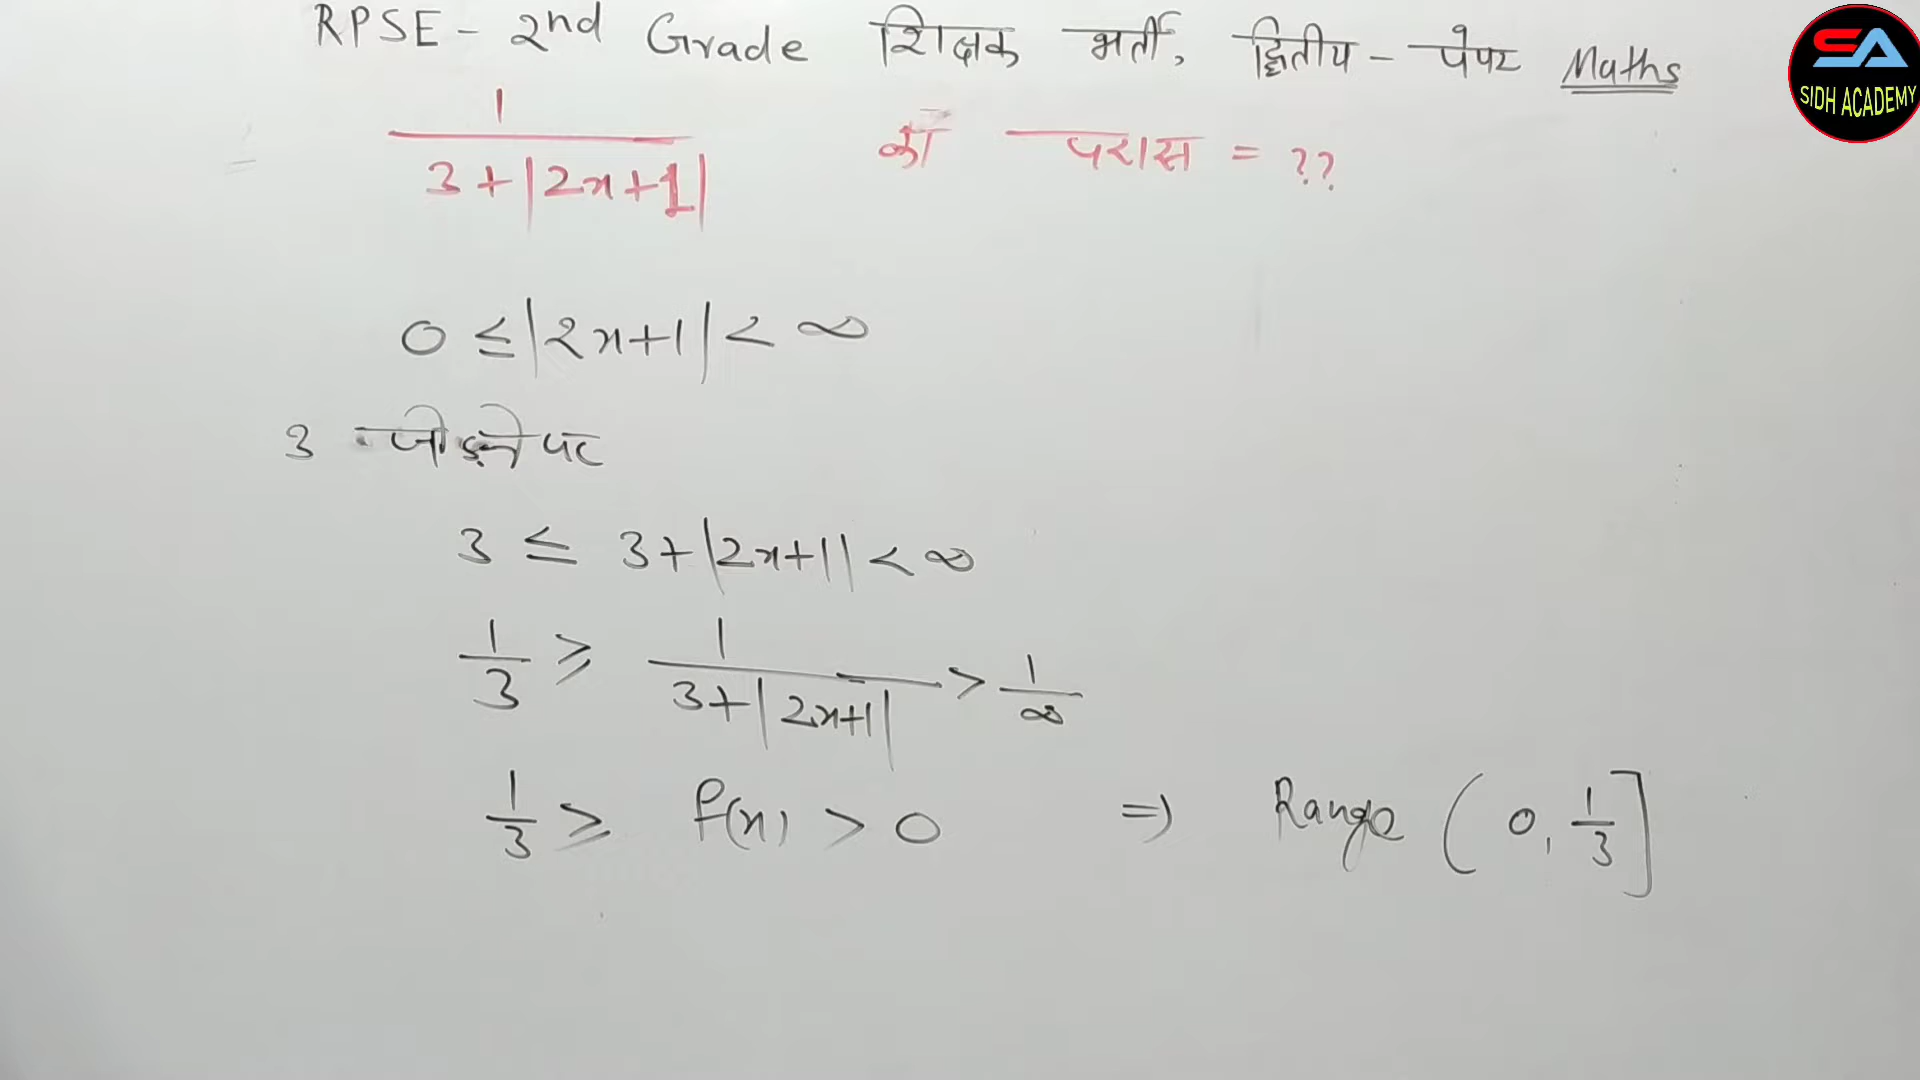 RPSE - 2nd Grade शिक्षक भर्ती, द्वितीय - पेपर Maths
SA
SIDH ACADEMY
1/(3+|2x+1|) का परास = ??
0 ≤ |2x+1| < ∞
3 जोड़ने पर
3 ≤ 3+|2x+1| < ∞
1/3 ≥ 1/(3+|2x+1|) > 1/∞
1/3 ≥ f(x) > 0 ⇒ Range (0, 1/3]